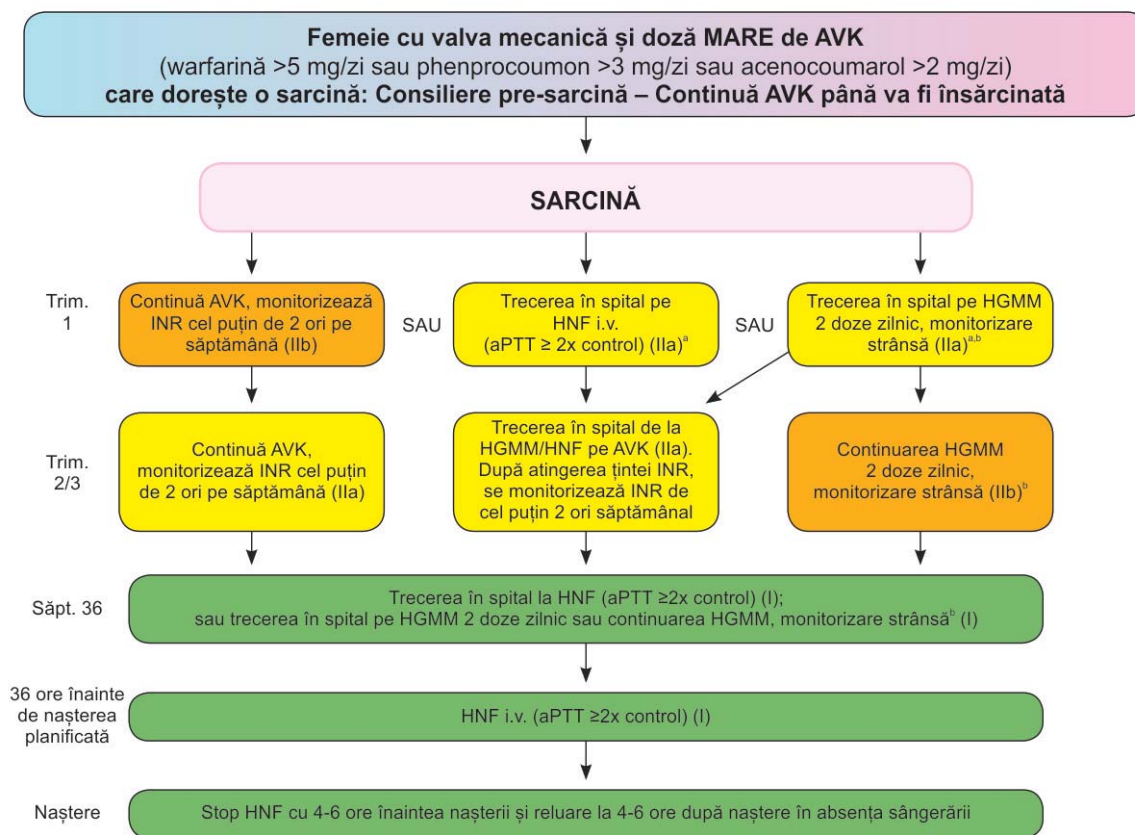 Femeie cu valva mecanică și doză MARE de AVK
(warfarină >5 mg/zi sau phenprocoumon >3 mg/zi sau acenocoumarol >2 mg/zi)
care dorește o sarcină: Consiliere pre-sarcină – Continuă AVK până va fi însărcinată
SARCINĂ
Trim.
1
Continuă AVK, monitorizează
INR cel puțin de 2 ori pe
săptămână (IIb)
SAU
Trecerea în spital pe
HNF i.v.
(aPTT ≥ 2x control) (IIa)ᵃ
SAU
Trecerea în spital pe HGMM
2 doze zilnic, monitorizare
strânsă (IIa)ᵃ,ᵇ
Trim.
2/3
Continuă AVK,
monitorizează INR cel puțin
de 2 ori pe săptămână (IIa)
Trecerea în spital de la
HGMM/HNF pe AVK (IIa).
După atingerea țintei INR,
se monitorizează INR de
cel puțin 2 ori săptămânal
Continuarea HGMM
2 doze zilnic,
monitorizare strânsă (IIb)ᵇ
Săpt. 36
Trecerea în spital la HNF (aPTT ≥2x control) (I);
sau trecerea în spital pe HGMM 2 doze zilnic sau continuarea HGMM, monitorizare strânsăᵇ (I)
36 ore înainte
de nașterea
planificată
HNF i.v. (aPTT ≥2x control) (I)
Naștere
Stop HNF cu 4-6 ore înaintea nașterii și reluare la 4-6 ore după naștere în absența sângerării